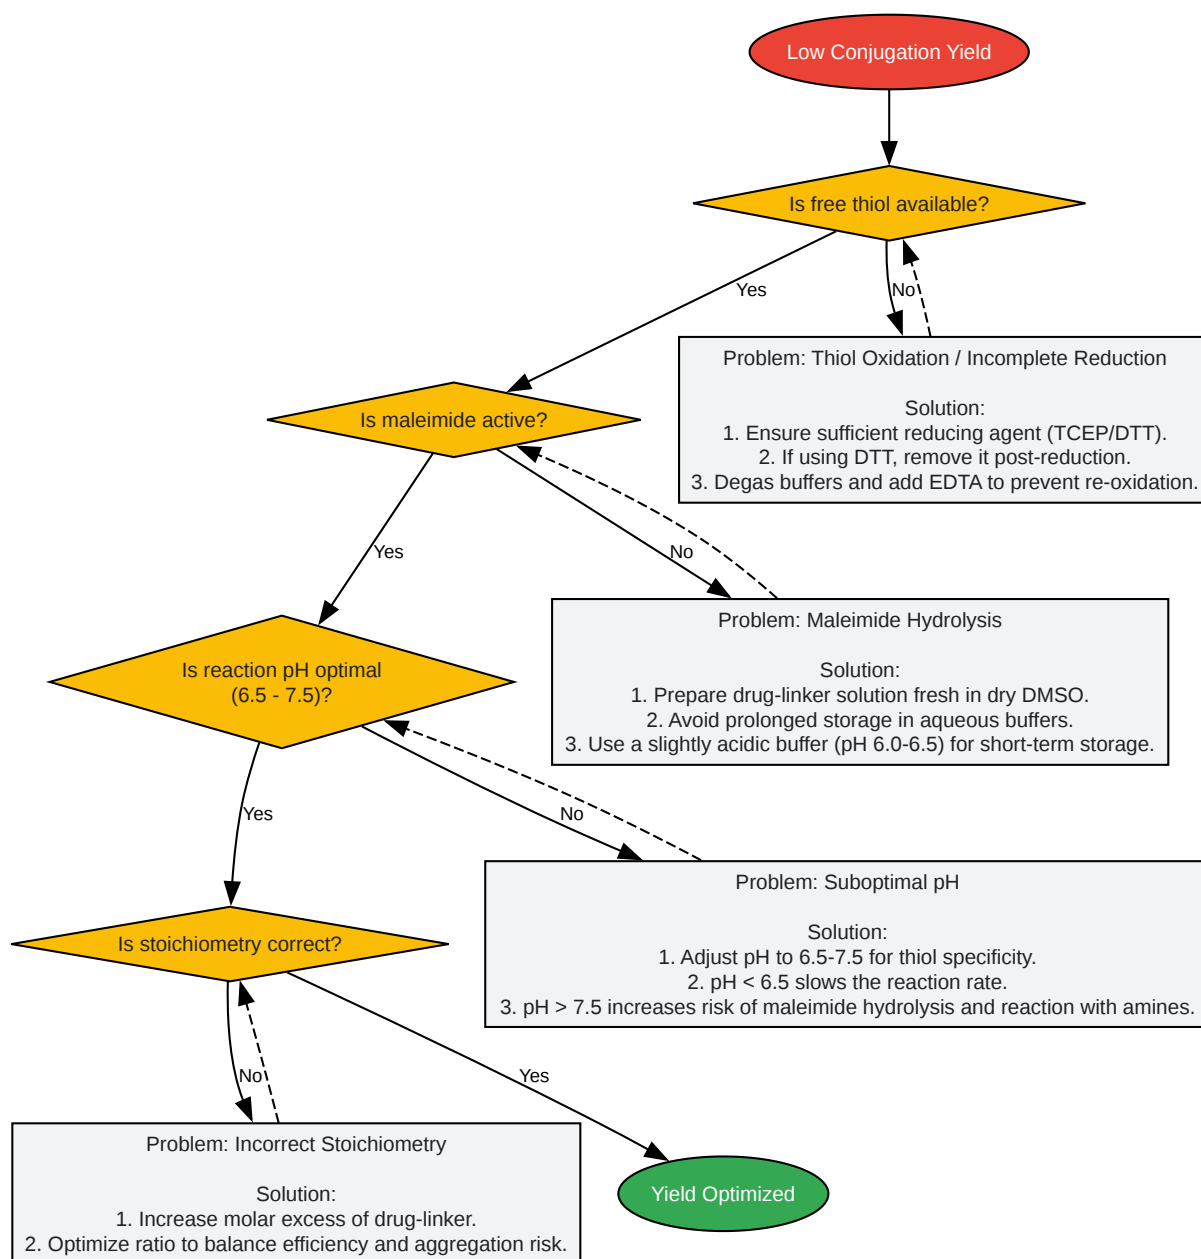 Low Conjugation Yield
Is free thiol available?
Yes
No
Problem: Thiol Oxidation / Incomplete Reduction
Solution:
1. Ensure sufficient reducing agent (TCEP/DTT).
2. If using DTT, remove it post-reduction.
3. Degas buffers and add EDTA to prevent re-oxidation.
Is maleimide active?
Yes
No
Problem: Maleimide Hydrolysis
Solution:
1. Prepare drug-linker solution fresh in dry DMSO.
2. Avoid prolonged storage in aqueous buffers.
3. Use a slightly acidic buffer (pH 6.0-6.5) for short-term storage.
Is reaction pH optimal
(6.5 - 7.5)?
Yes
No
Problem: Suboptimal pH
Solution:
1. Adjust pH to 6.5-7.5 for thiol specificity.
2. pH < 6.5 slows the reaction rate.
3. pH > 7.5 increases risk of maleimide hydrolysis and reaction with amines.
Is stoichiometry correct?
No
Yes
Problem: Incorrect Stoichiometry
Solution:
1. Increase molar excess of drug-linker.
2. Optimize ratio to balance efficiency and aggregation risk.
Yield Optimized